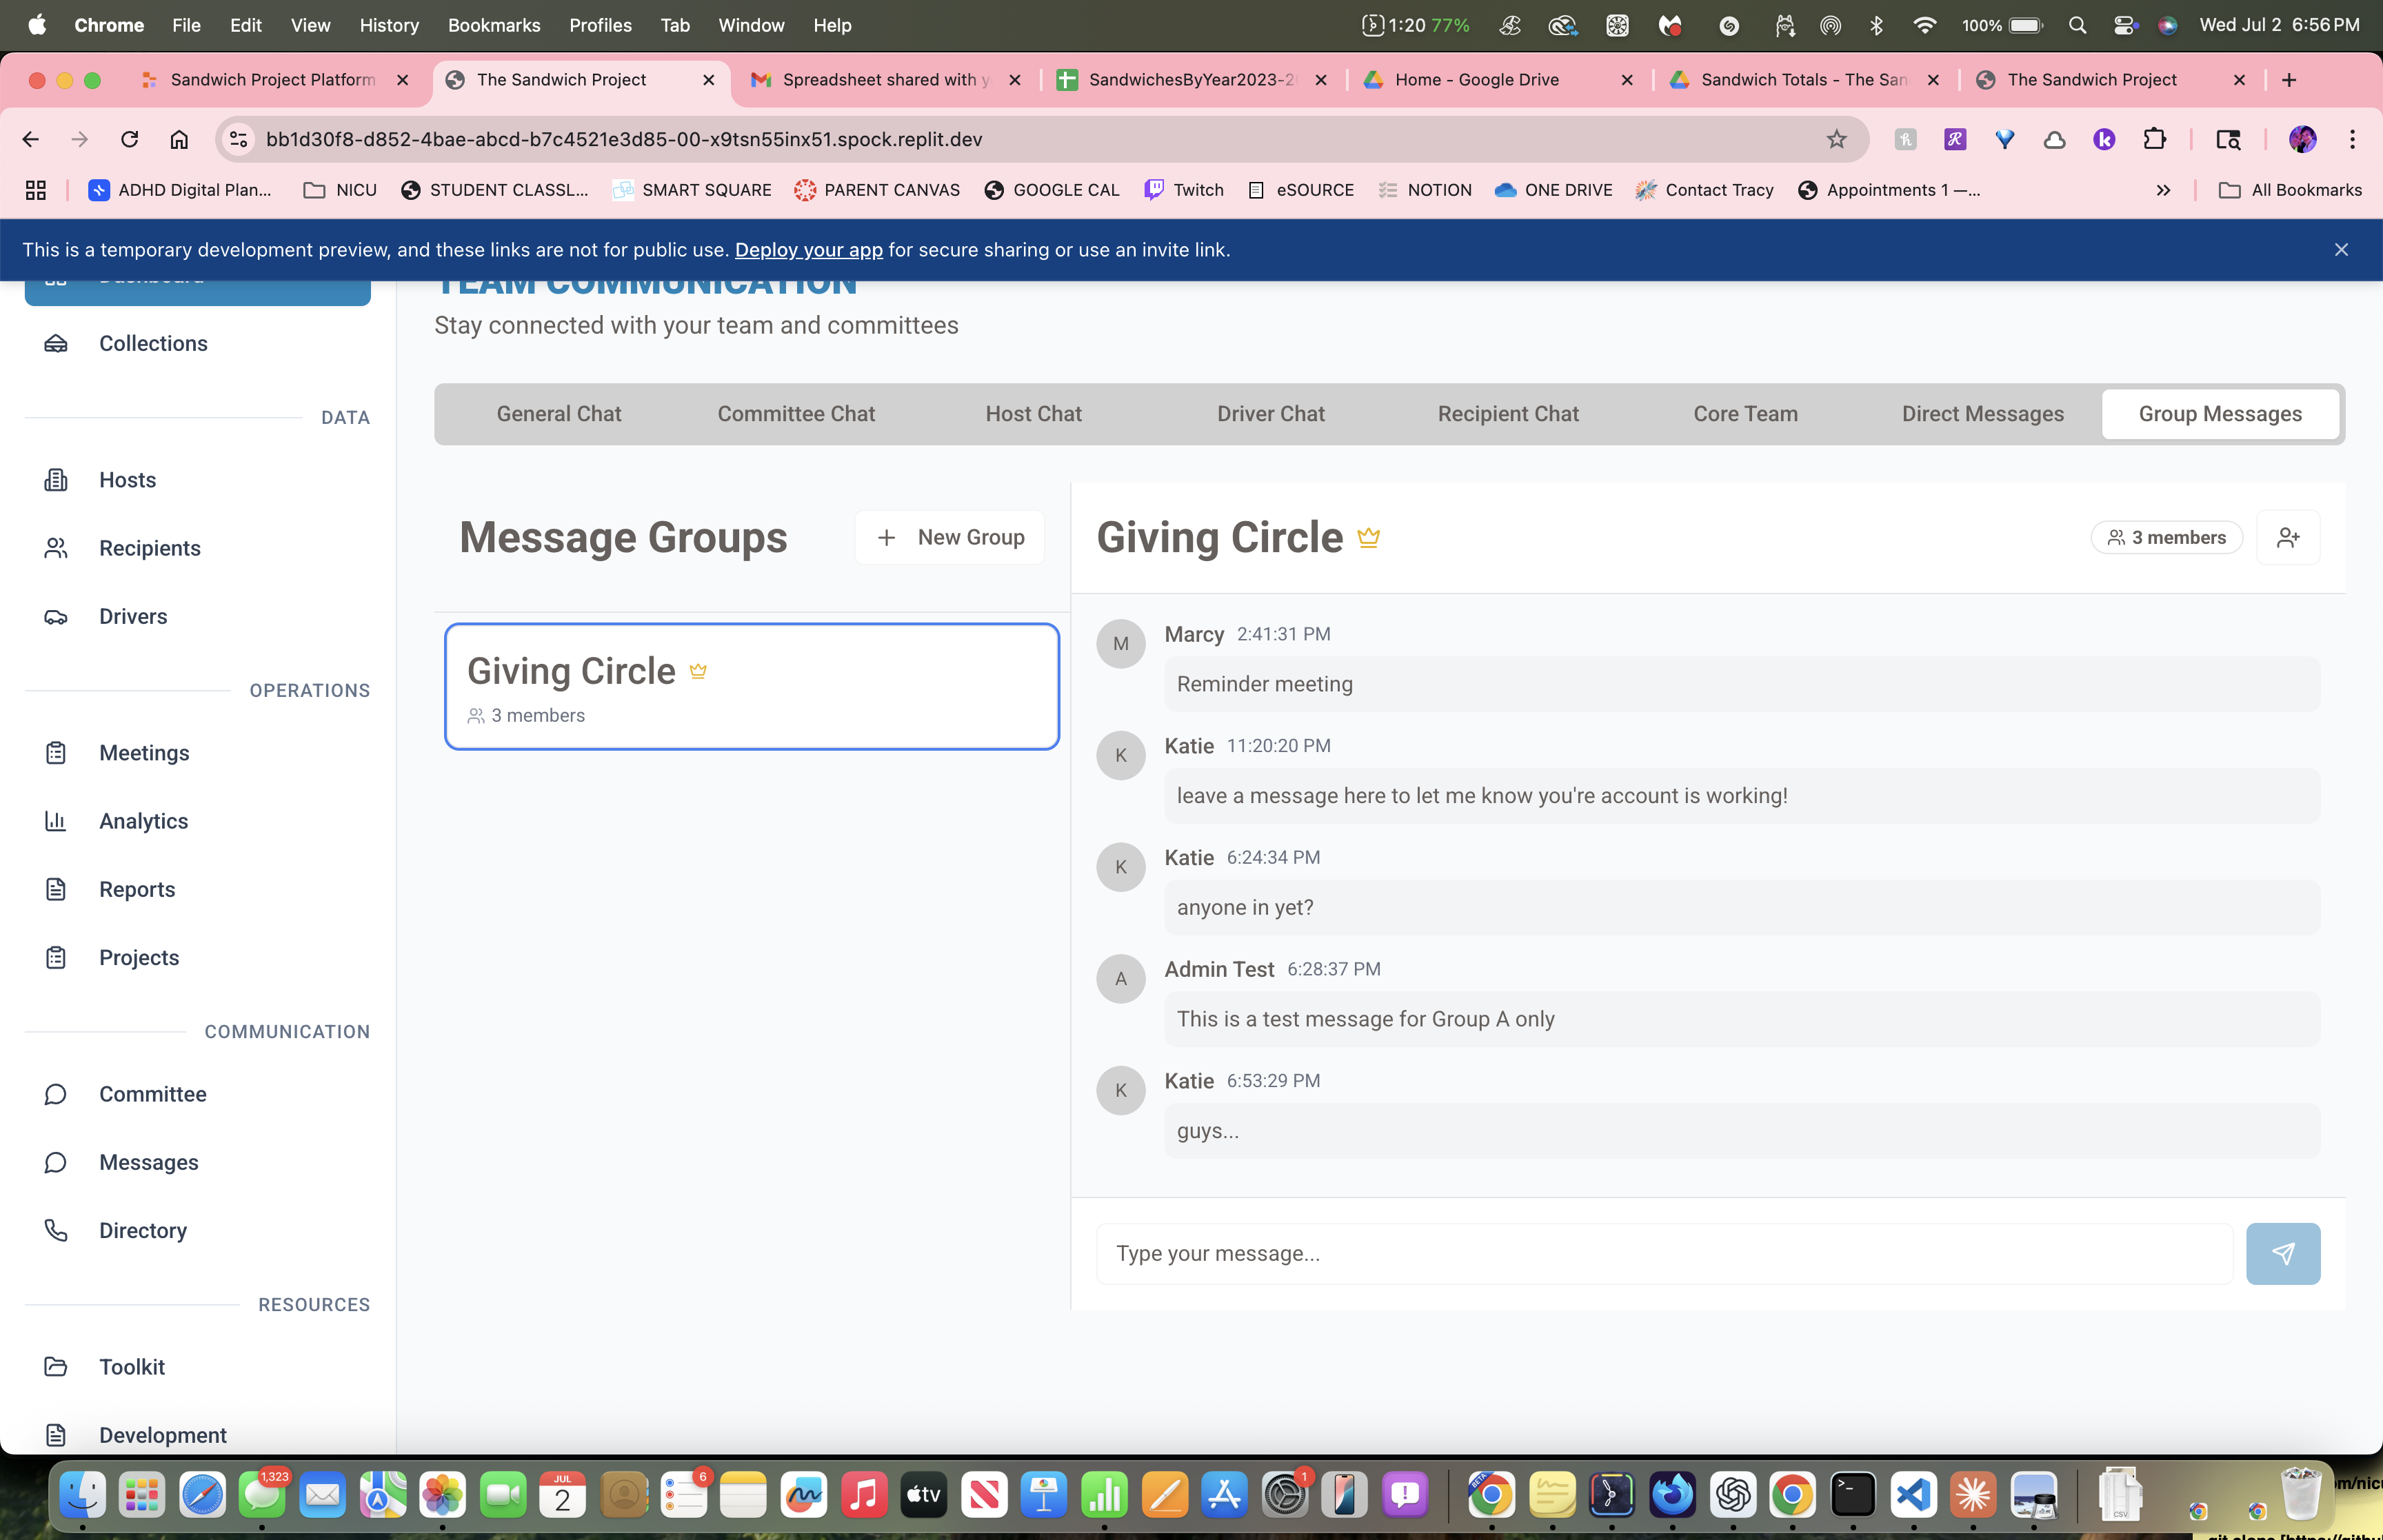 Chrome File Edit View History Bookmarks Profiles Tab Window Help 1:20 77% 100% Wed Jul 2 6:56 PM
Sandwich Project Platform The Sandwich Project Spreadsheet shared with y SandwichesByYear2023-2 Home - Google Drive Sandwich Totals - The San The Sandwich Project
bb1d30f8-d852-4bae-abcd-b7c4521e3d85-00-x9tsn55inx51.spock.replit.dev
ADHD Digital Plan... NICU STUDENT CLASSL... SMART SQUARE PARENT CANVAS GOOGLE CAL Twitch eSOURCE NOTION ONE DRIVE Contact Tracy Appointments 1 —... All Bookmarks
This is a temporary development preview, and these links are not for public use. Deploy your app for secure sharing or use an invite link.
Dashboard
Collections
DATA
Hosts
Recipients
Drivers
OPERATIONS
Meetings
Analytics
Reports
Projects
COMMUNICATION
Committee
Messages
Directory
RESOURCES
Toolkit
Development
TEAM COMMUNICATION
Stay connected with your team and committees
General Chat Committee Chat Host Chat Driver Chat Recipient Chat Core Team Direct Messages Group Messages
Message Groups New Group
Giving Circle
3 members
Giving Circle 3 members
M Marcy 2:41:31 PM
Reminder meeting
K Katie 11:20:20 PM
leave a message here to let me know you're account is working!
K Katie 6:24:34 PM
anyone in yet?
A Admin Test 6:28:37 PM
This is a test message for Group A only
K Katie 6:53:29 PM
guys...
Type your message...
1,323 JUL 2 6 tv 1 BETA CSV
om/nicu
git clone [https://gith